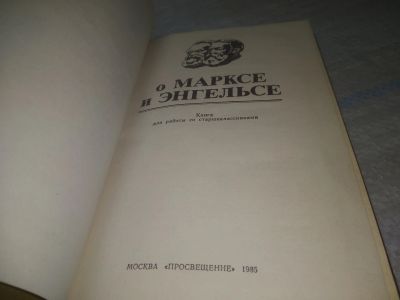 О МАРКСЕ
И ЭНГЕЛЬСЕ
Книга
для работы со старшеклассниками
МОСКВА «ПРОСВЕЩЕНИЕ» 1985